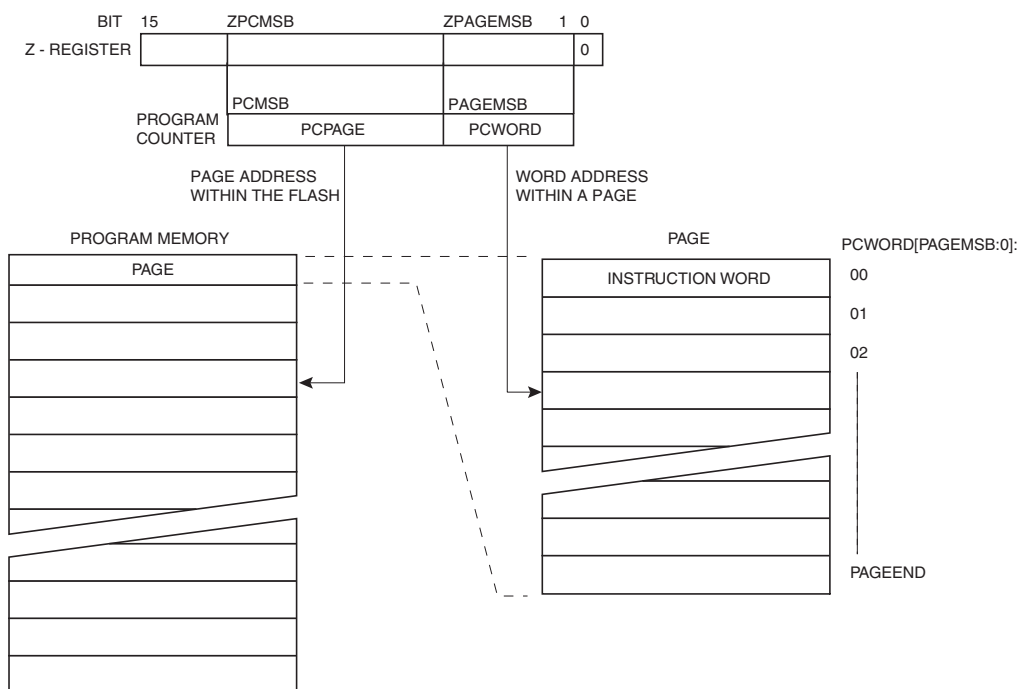 BIT 15 ZPCMSB ZPAGEMSB 1 0
Z - REGISTER 0
PCMSB PAGEMSB
PROGRAM
COUNTER
PCPAGE PCWORD
PAGE ADDRESS
WITHIN THE FLASH
WORD ADDRESS
WITHIN A PAGE
PROGRAM MEMORY
PAGE
PAGE
PCWORD[PAGEMSB:0]:
INSTRUCTION WORD
00
01
02
PAGEEND